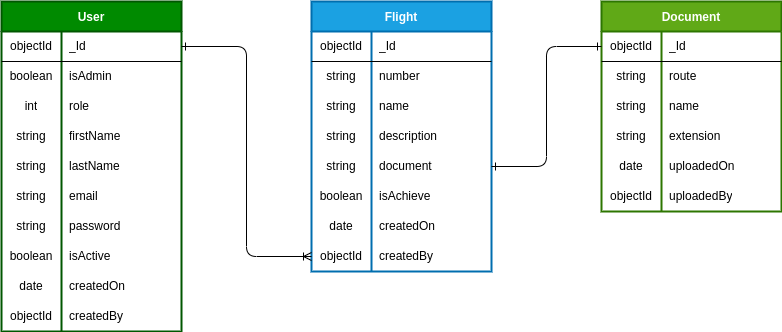 User
objectId _Id
boolean isAdmin
int role
string firstName
string lastName
string email
string password
boolean isActive
date createdOn
objectId createdBy
Flight
objectId _Id
string number
string name
string description
string document
boolean isAchieve
date createdOn
objectId createdBy
Document
objectId _Id
string route
string name
string extension
date uploadedOn
objectId uploadedBy